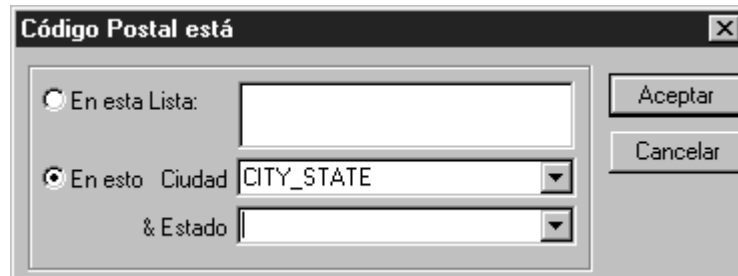 Código Postal está
En esta Lista:
Aceptar
Cancelar
En esto Ciudad CITY_STATE
& Estado